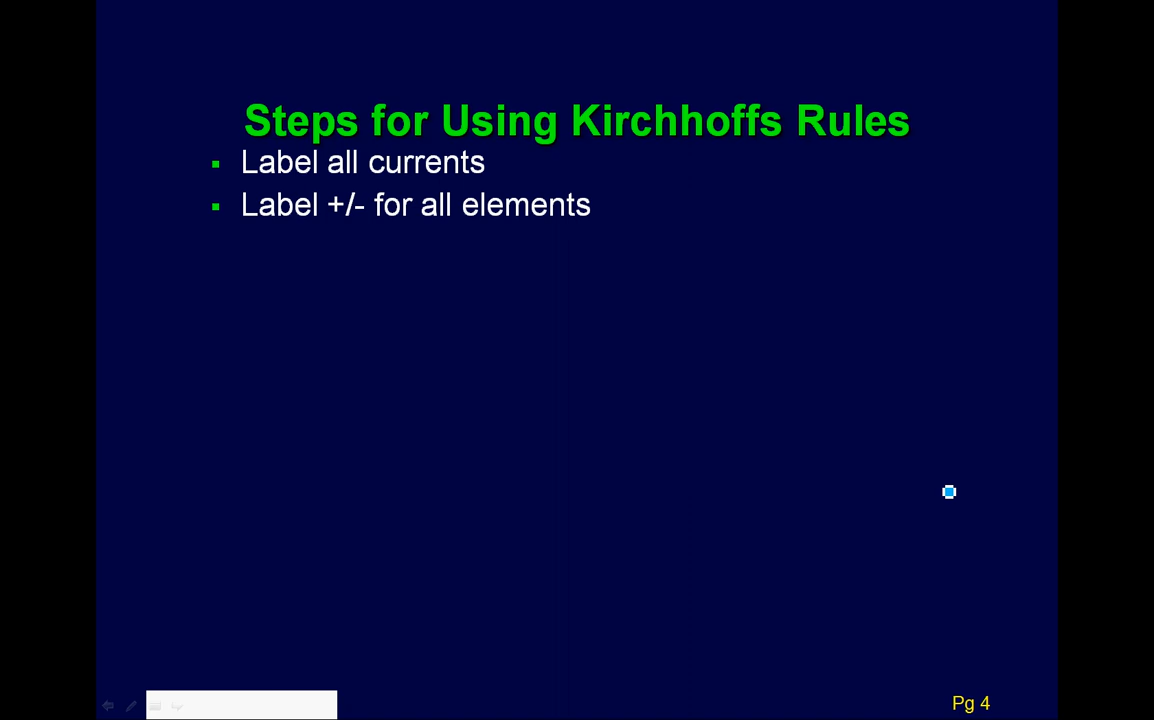 Steps for Using Kirchhoffs Rules
Label all currents
Label +/- for all elements
Pg 4